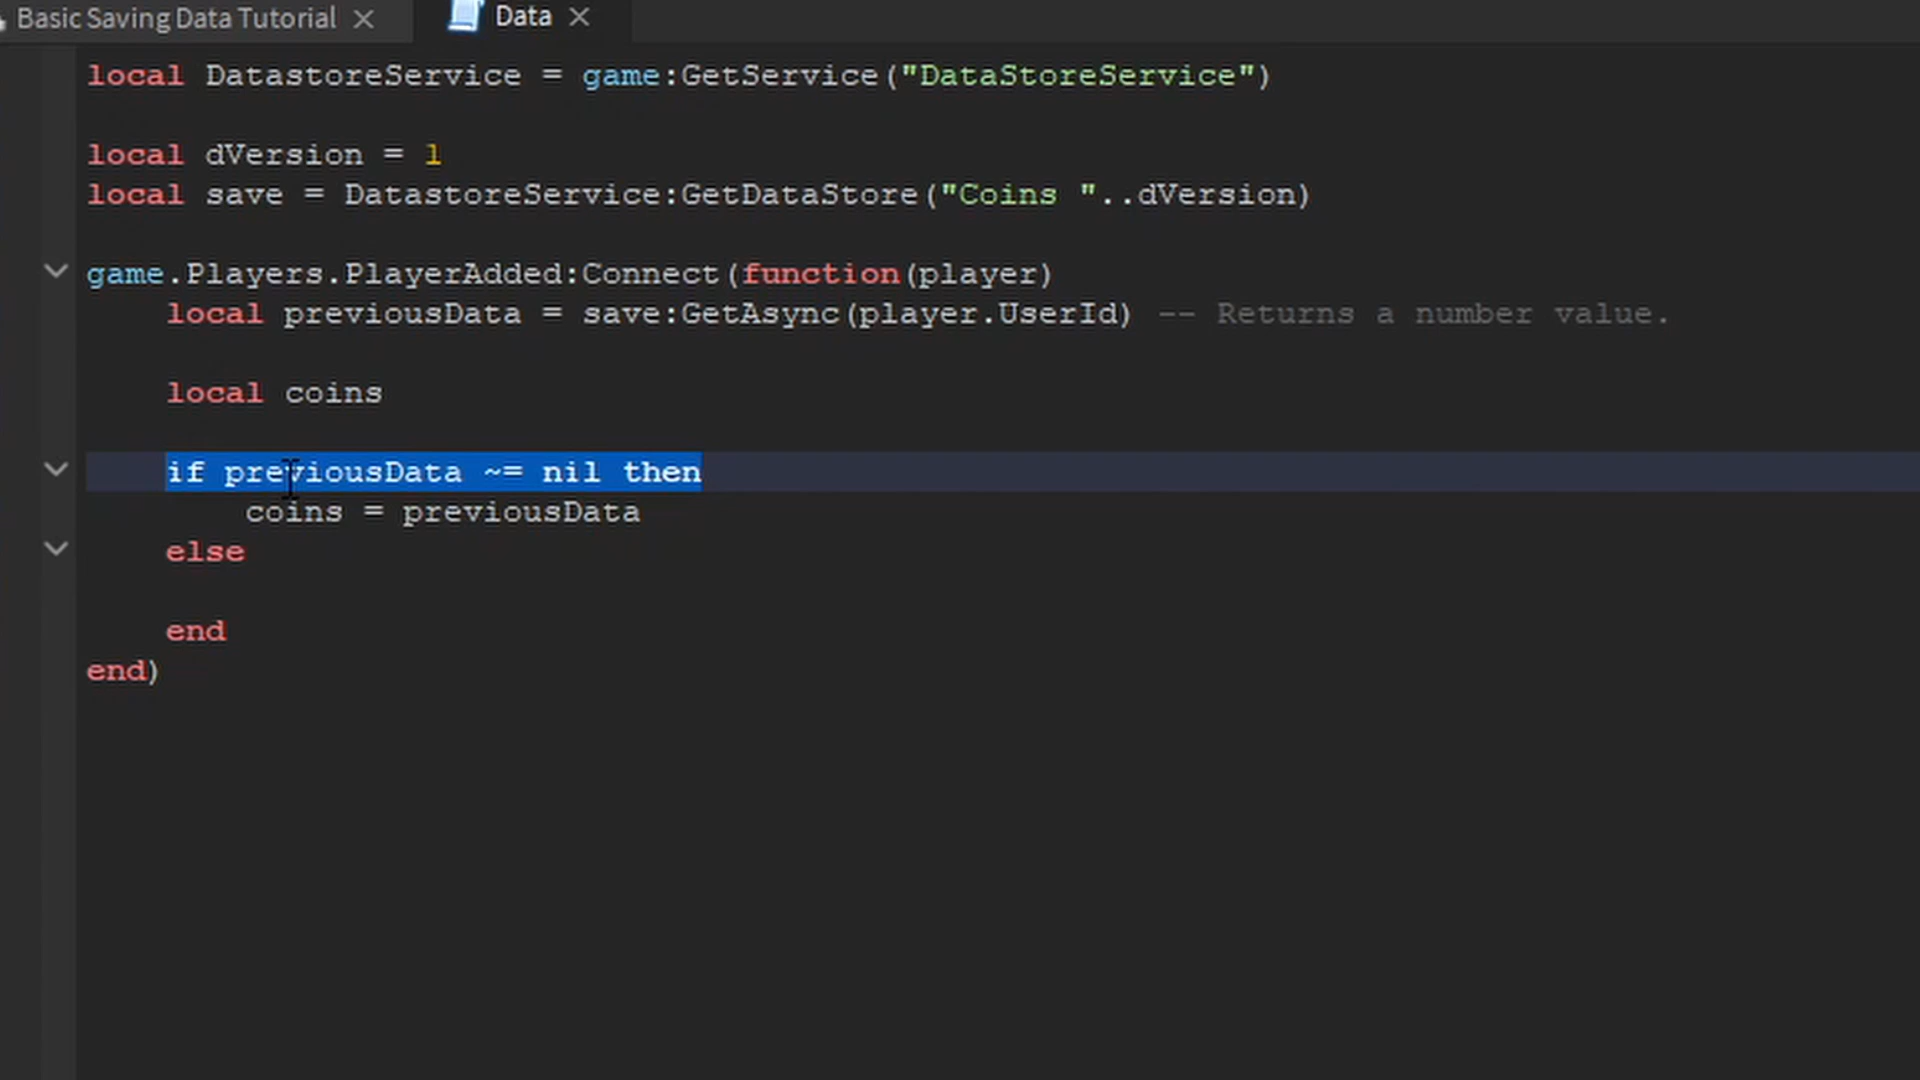 Basic Saving Data Tutorial
Data
local DatastoreService = game:GetService("DataStoreService")
local dVersion = 1
local save = DatastoreService:GetDataStore("Coins "..dVersion)
game.Players.PlayerAdded:Connect(function(player)
local previousData = save:GetAsync(player.UserId) -- Returns a number value.
local coins
if previousData ~= nil then
coins = previousData
else
end
end)